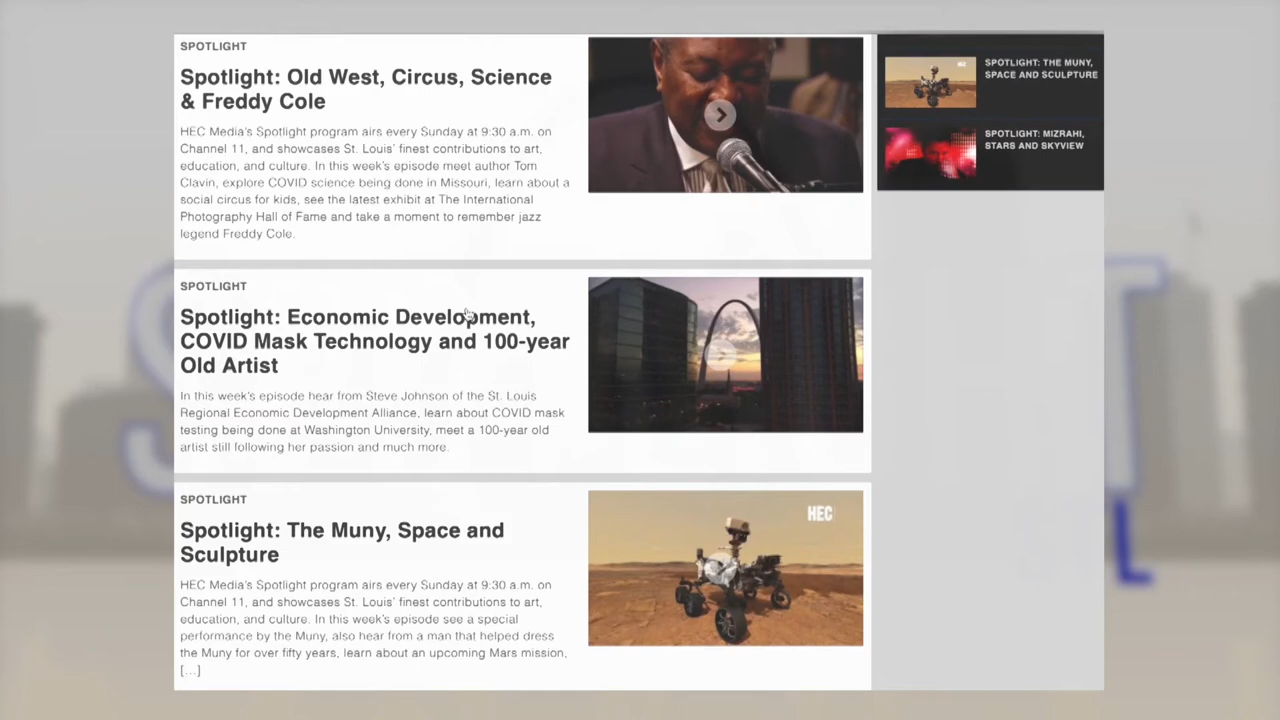 SPOTLIGHT
Spotlight: Old West, Circus, Science
& Freddy Cole
HEC Media's Spotlight program airs every Sunday at 9:30 a.m. on
Channel 11, and showcases St. Louis' finest contributions to art,
education, and culture. In this week's episode meet author Tom
Clavin, explore COVID science being done in Missouri, learn about a
social circus for kids, see the latest exhibit at The International
Photography Hall of Fame and take a moment to remember jazz
legend Freddy Cole.
SPOTLIGHT
Spotlight: Economic Development,
COVID Mask Technology and 100-year
Old Artist
In this week's episode hear from Steve Johnson of the St. Louis
Regional Economic Development Alliance, learn about COVID mask
testing being done at Washington University, meet a 100-year old
artist still following her passion and much more.
SPOTLIGHT
Spotlight: The Muny, Space and
Sculpture
HEC Media's Spotlight program airs every Sunday at 9:30 a.m. on
Channel 11, and showcases St. Louis' finest contributions to art,
education, and culture. In this week's episode see a special
performance by the Muny, also hear from a man that helped dress
the Muny for over fifty years, learn about an upcoming Mars mission,
[...]
HEC
SPOTLIGHT: THE MUNY,
SPACE AND SCULPTURE
SPOTLIGHT: MIZRAHI,
STARS AND SKYVIEW